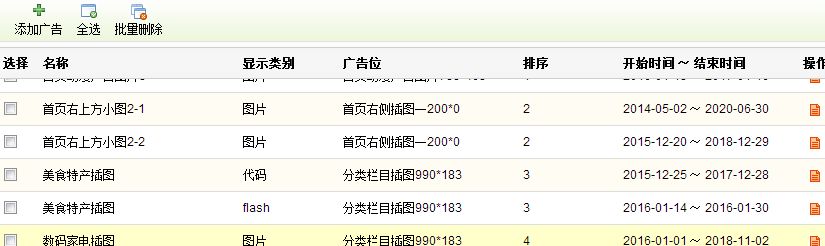 添加广告 全选 批量删除
选择 名称 显示类别 广告位 排序 开始时间 ~ 结束时间 操作
首页右上方小图2-1 图片 首页右侧插图一200*0 2 2014-05-02 ~ 2020-06-30
首页右上方小图2-2 图片 首页右侧插图一200*0 2 2015-12-20 ~ 2018-12-29
美食特产插图 代码 分类栏目插图990*183 3 2015-12-25 ~ 2017-12-28
美食特产插图 flash 分类栏目插图990*183 3 2016-01-14 ~ 2016-01-30
数码家电插图 图片 分类栏目插图990*183 4 2016-01-01 ~ 2018-11-02